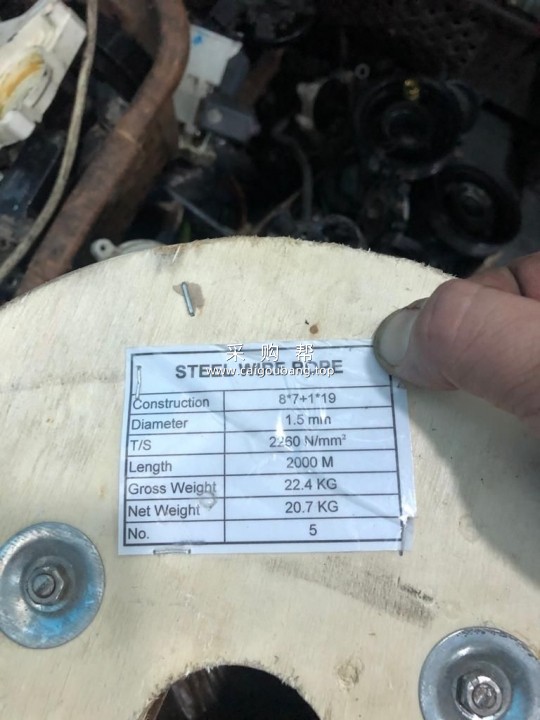 采 购 帮
STEEL WIRE ROPE
www.caigoubang.top
Construction 8*7+1*19
Diameter 1.5 mm
T/S 2260 N/mm²
Length 2000 M
Gross Weight 22.4 KG
Net Weight 20.7 KG
No. 5